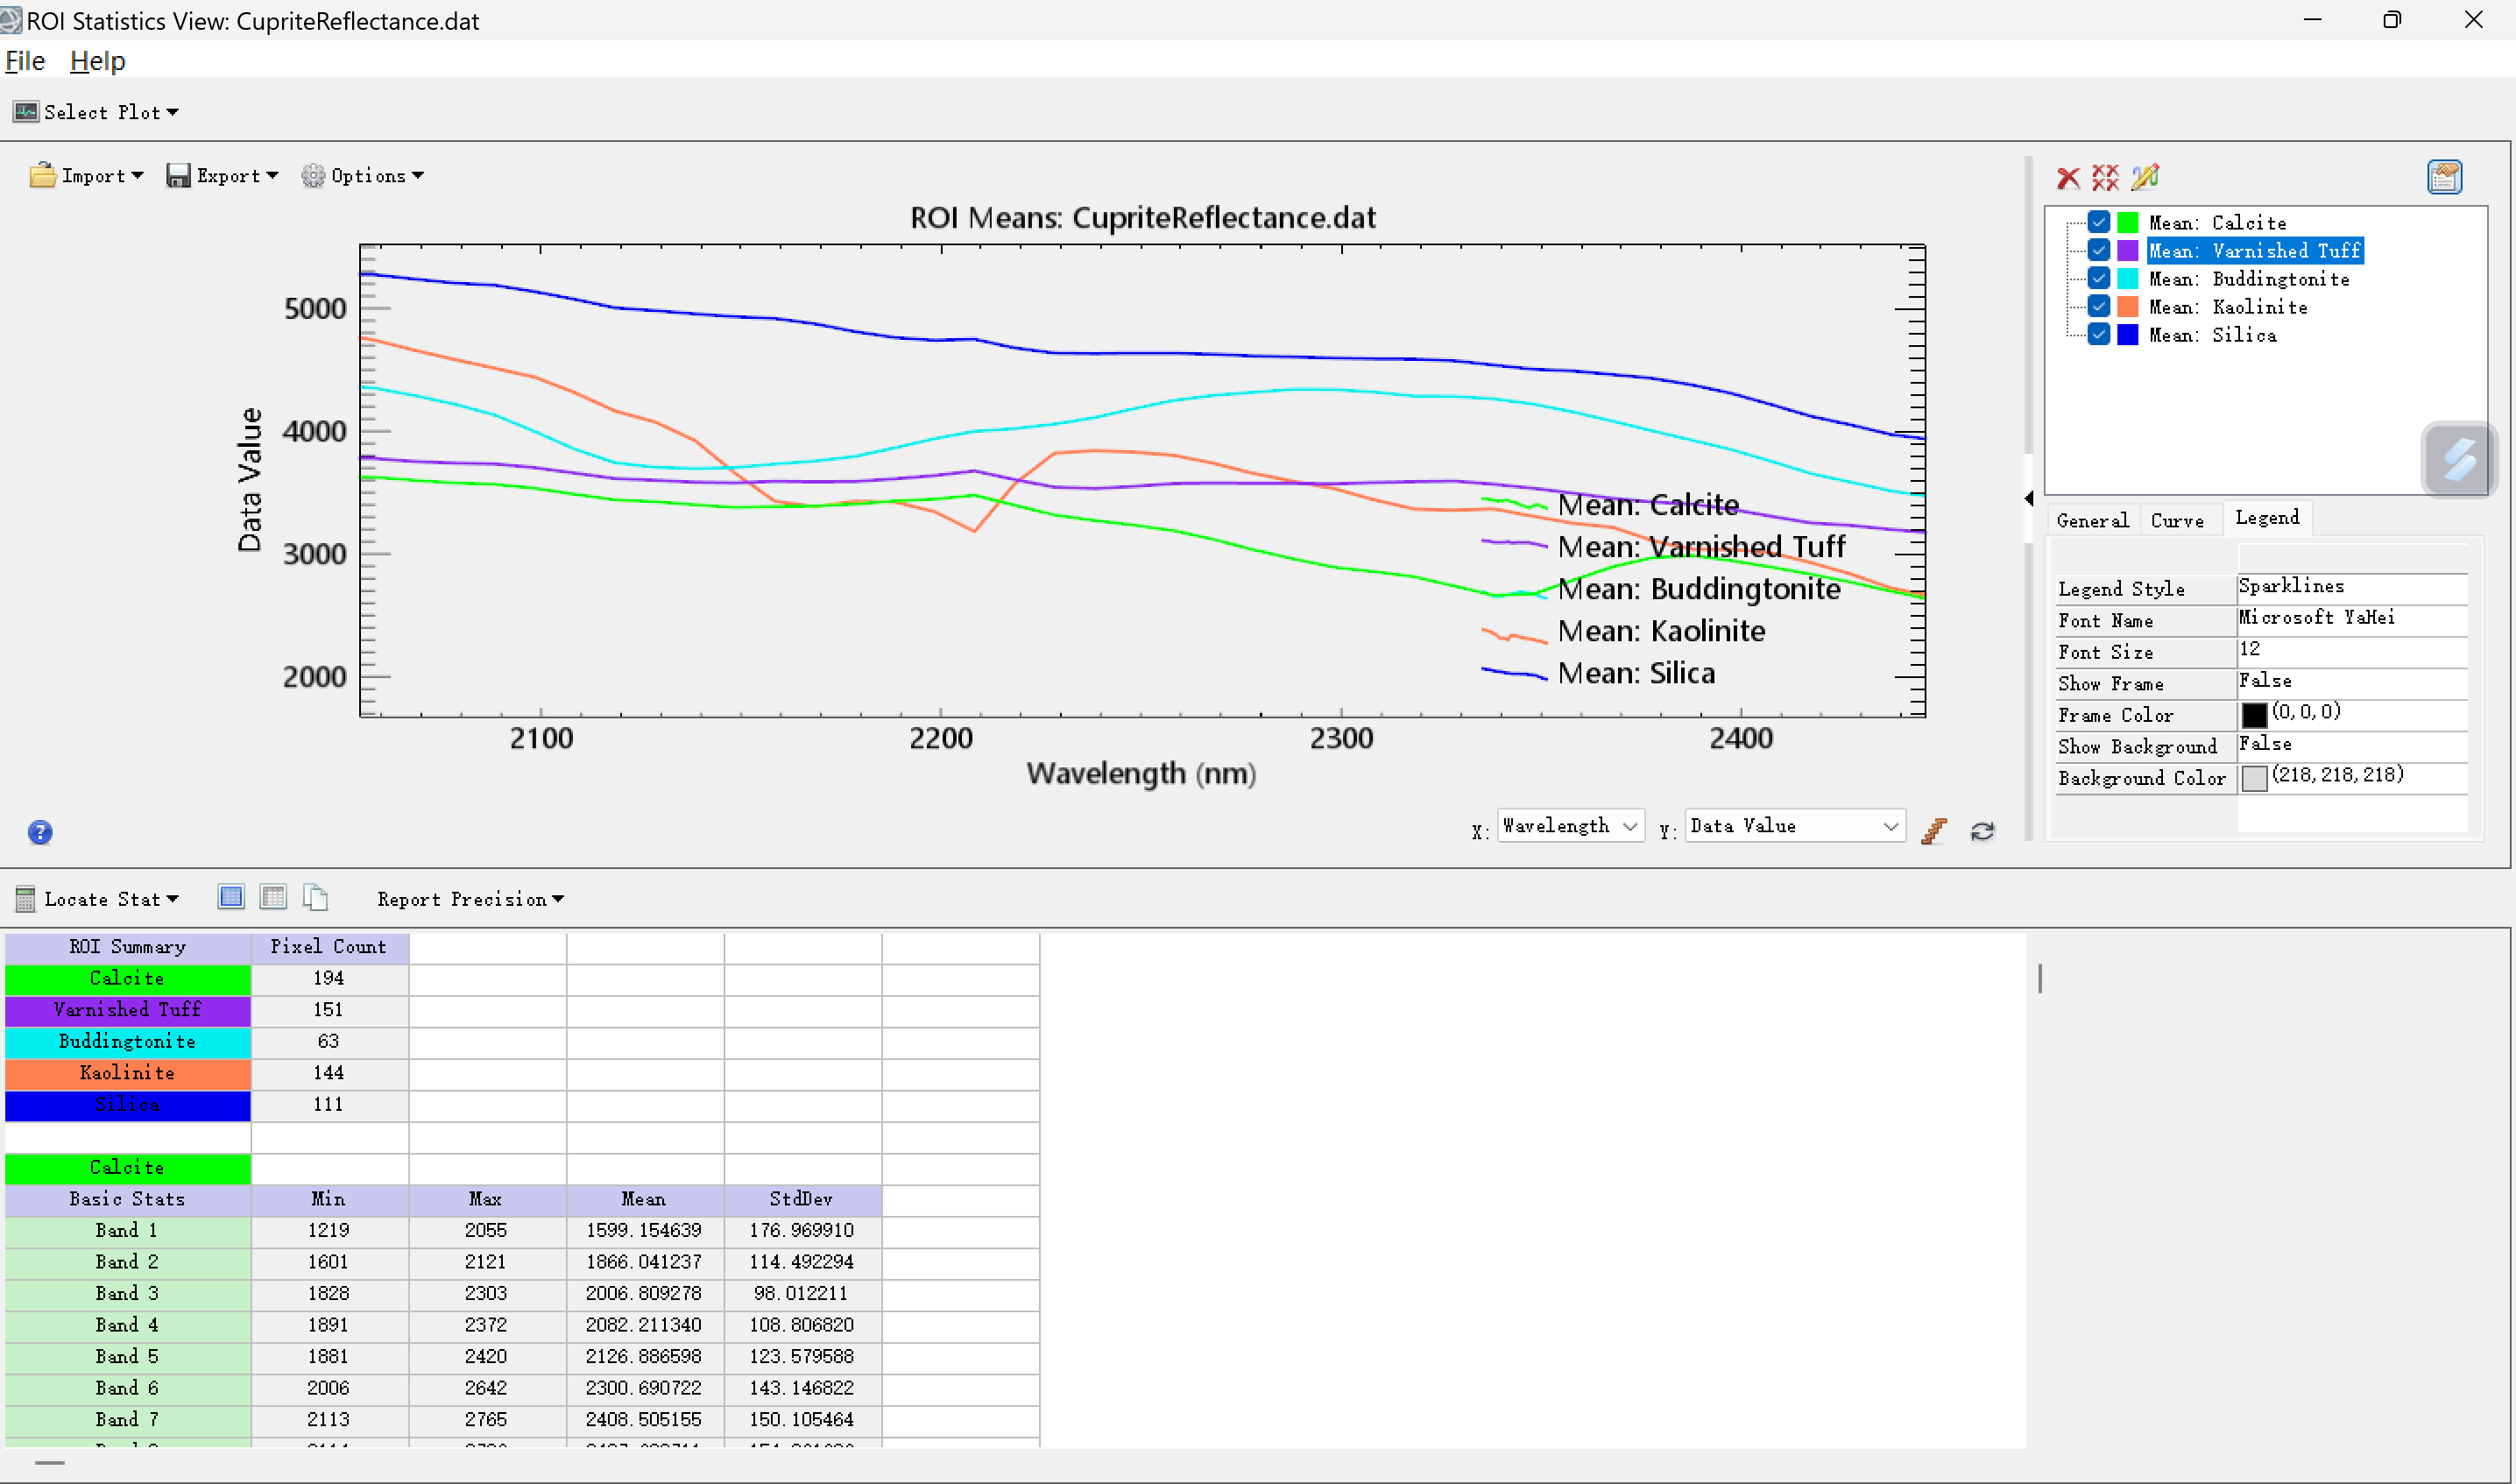 ROI Statistics View: CupriteReflectance.dat
File Help
Select Plot
Import Export Options
ROI Means: CupriteReflectance.dat
5000
4000
3000
2000
Data Value
2100 2200 2300 2400
Wavelength (nm)
Mean: Calcite
Mean: Varnished Tuff
Mean: Buddingtonite
Mean: Kaolinite
Mean: Silica
X: Wavelength Y: Data Value
Mean: Calcite
Mean: Varnished Tuff
Mean: Buddingtonite
Mean: Kaolinite
Mean: Silica
General Curve Legend
Legend Style Sparklines
Font Name Microsoft YaHei
Font Size 12
Show Frame False
Frame Color (0,0,0)
Show Background False
Background Color (218,218,218)
Locate Stat Report Precision
ROI Summary Pixel Count
Calcite 194
Varnished Tuff 151
Buddingtonite 63
Kaolinite 144
Silica 111
Calcite
Basic Stats Min Max Mean StdDev
Band 1 1219 2055 1599.154639 176.969910
Band 2 1601 2121 1866.041237 114.492294
Band 3 1828 2303 2006.809278 98.012211
Band 4 1891 2372 2082.211340 108.806820
Band 5 1881 2420 2126.886598 123.579588
Band 6 2006 2642 2300.690722 143.146822
Band 7 2113 2765 2408.505155 150.105464